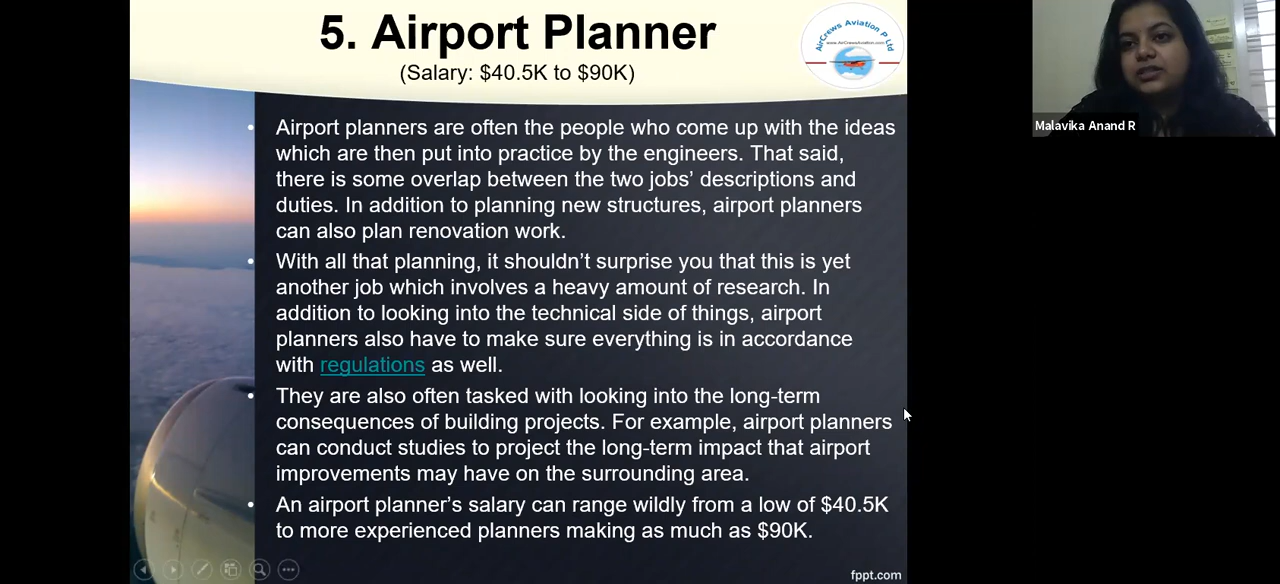 5. Airport Planner
(Salary: $40.5K to $90K)
AirCrews Aviation P Ltd
www.AirCrewsAviation.com
• Airport planners are often the people who come up with the ideas
which are then put into practice by the engineers. That said,
there is some overlap between the two jobs’ descriptions and
duties. In addition to planning new structures, airport planners
can also plan renovation work.
• With all that planning, it shouldn’t surprise you that this is yet
another job which involves a heavy amount of research. In
addition to looking into the technical side of things, airport
planners also have to make sure everything is in accordance
with regulations as well.
• They are also often tasked with looking into the long-term
consequences of building projects. For example, airport planners
can conduct studies to project the long-term impact that airport
improvements may have on the surrounding area.
• An airport planner’s salary can range wildly from a low of $40.5K
to more experienced planners making as much as $90K.
fppt.com
Malavika Anand R